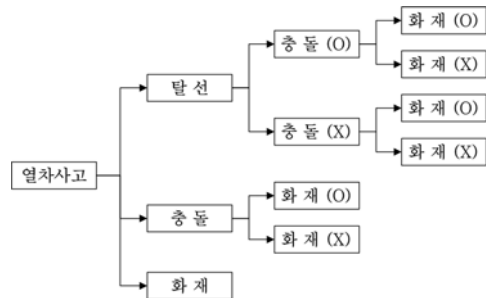 화 재 (O)
충 돌 (O)
화 재 (X)
탈 선
화 재 (O)
충 돌 (X)
화 재 (X)
열차사고
화 재 (O)
충 돌
화 재 (X)
화 재